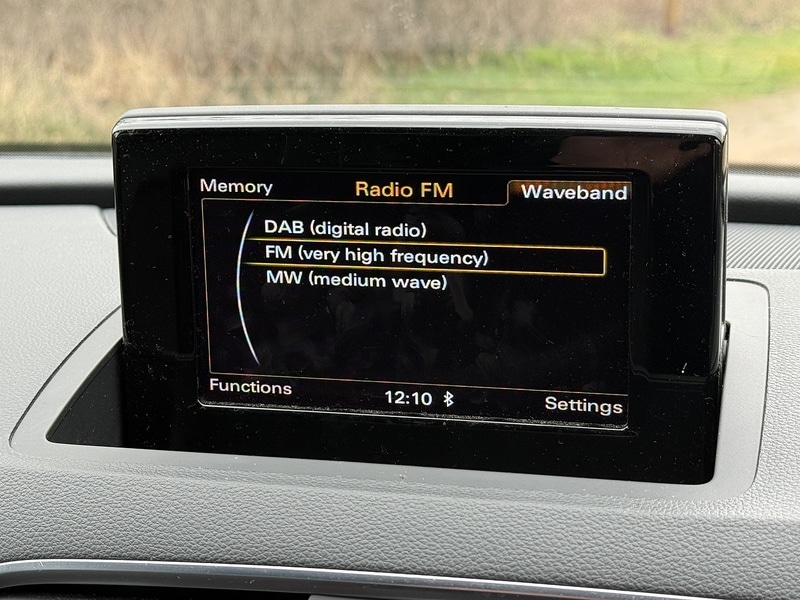 Memory Radio FM Waveband
DAB (digital radio)
FM (very high frequency)
MW (medium wave)
Functions 12:10 Settings